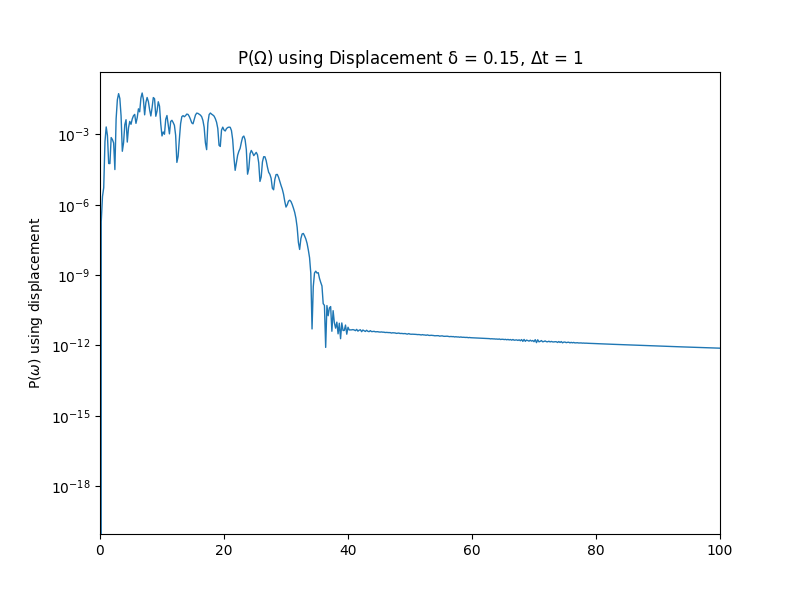 P(Ω) using Displacement δ = 0.15, Δt = 1
P(ω) using displacement
10⁻³
10⁻⁶
10⁻⁹
10⁻¹²
10⁻¹⁵
10⁻¹⁸
0 20 40 60 80 100